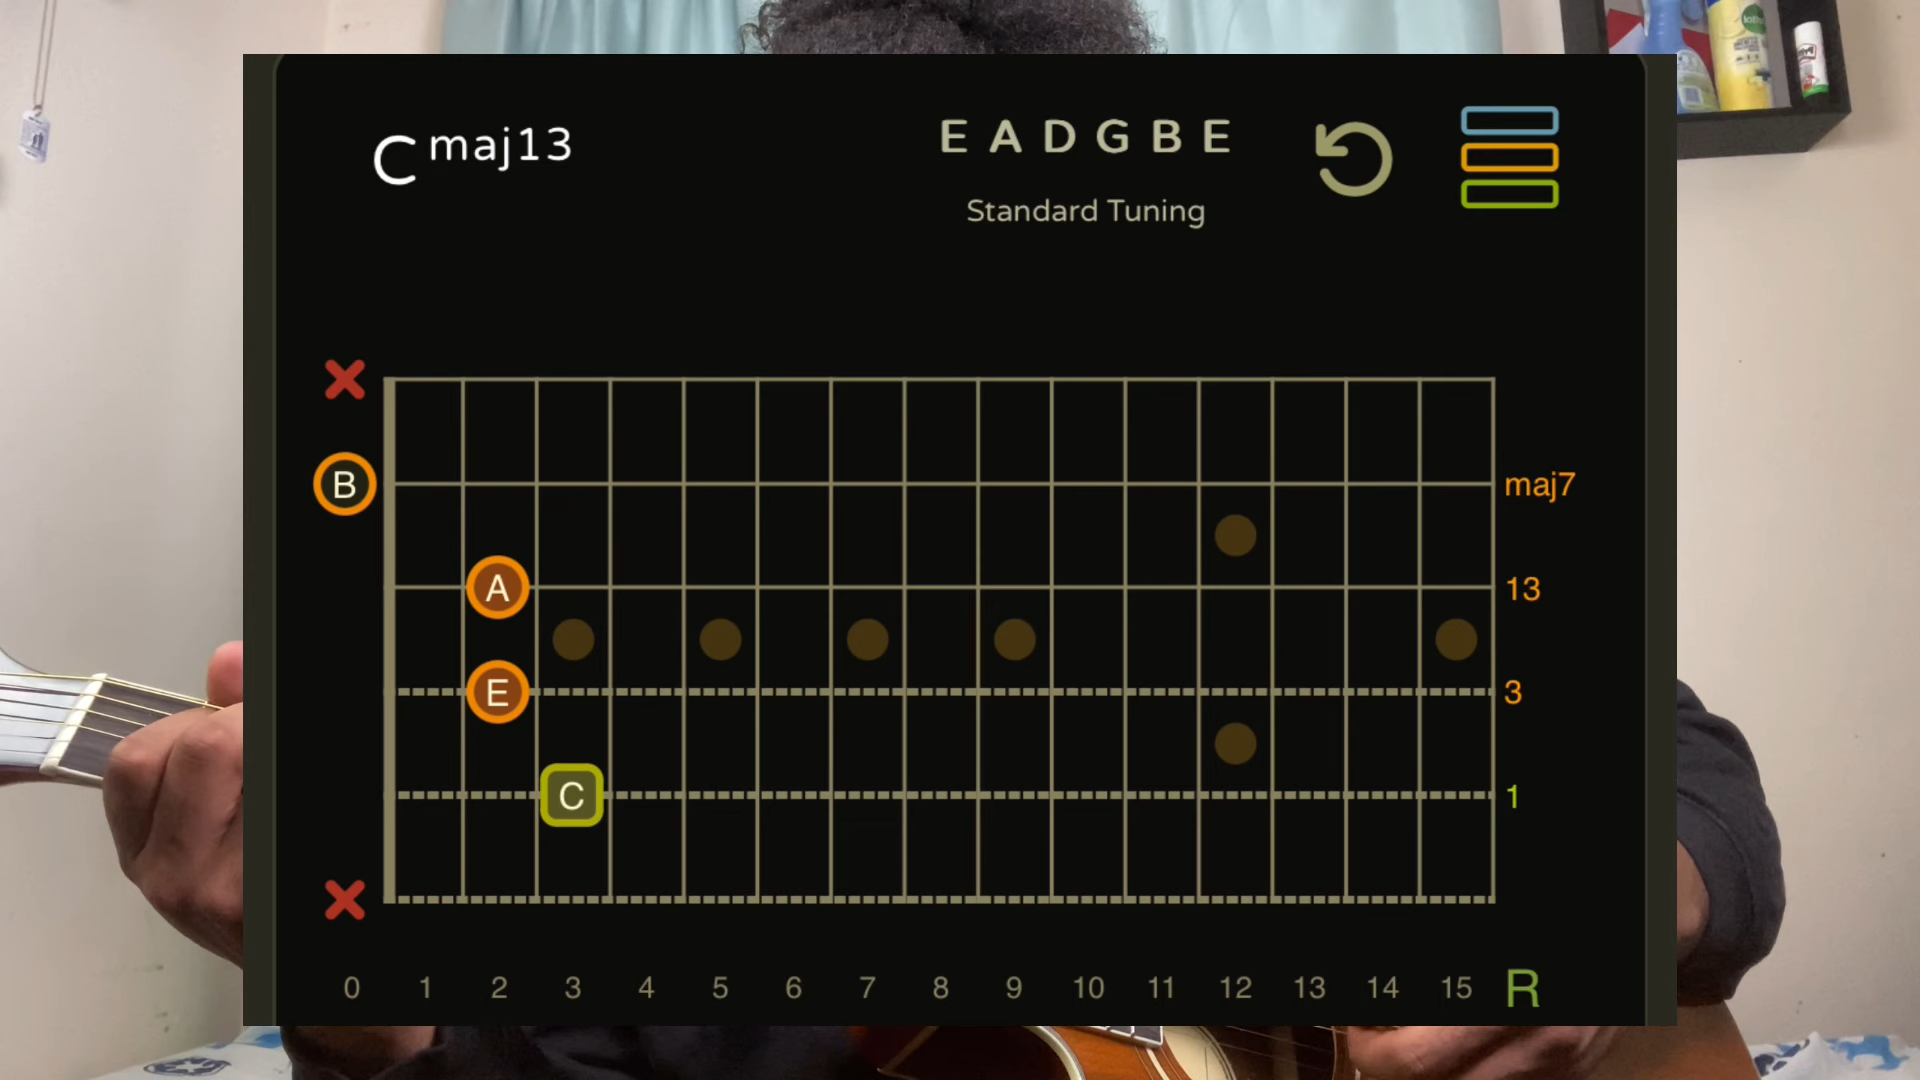 C maj13
E A D G B E
Standard Tuning
B
maj7
A
13
E
3
C
1
0 1 2 3 4 5 6 7 8 9 10 11 12 13 14 15 R